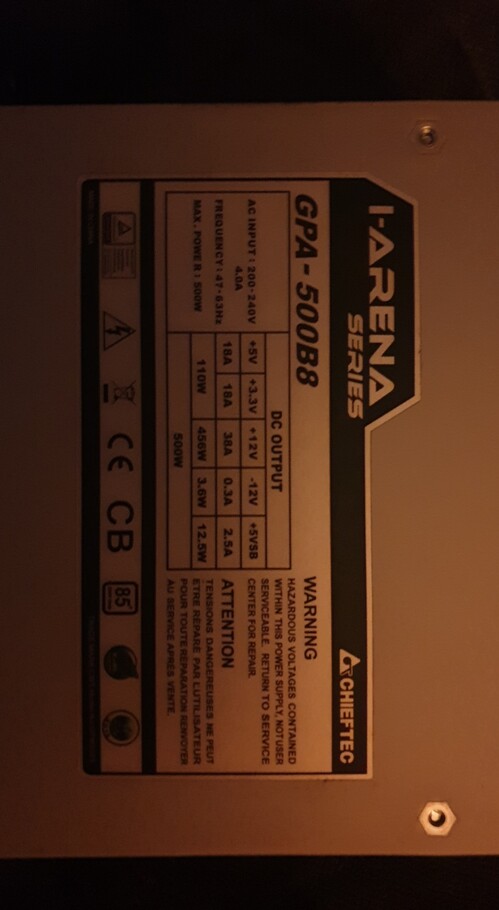 I-ARENA
SERIES
CHIEFTEC
GPA-500B8
AC INPUT: 200-240V
4.0A
FREQUENCY: 47-63Hz
MAX. POWER: 500W
DC OUTPUT
+5V +3.3V +12V -12V +5VSB
18A 18A 38A 0.3A 2.5A
110W 456W 3.6W 12.5W
500W
WARNING
HAZARDOUS VOLTAGES CONTAINED
WITHIN THIS POWER SUPPLY, NOT USER
SERVICEABLE. RETURN TO SERVICE
CENTER FOR REPAIR.
ATTENTION
TENSIONS DANGEREUSES NE PEUT
ETRE RÉPARÉ PAR L'UTILISATEUR
POUR TOUTE RÉPARATION RENVOYER
AU SERVICE APRÉS VENTE.
CE CB 85